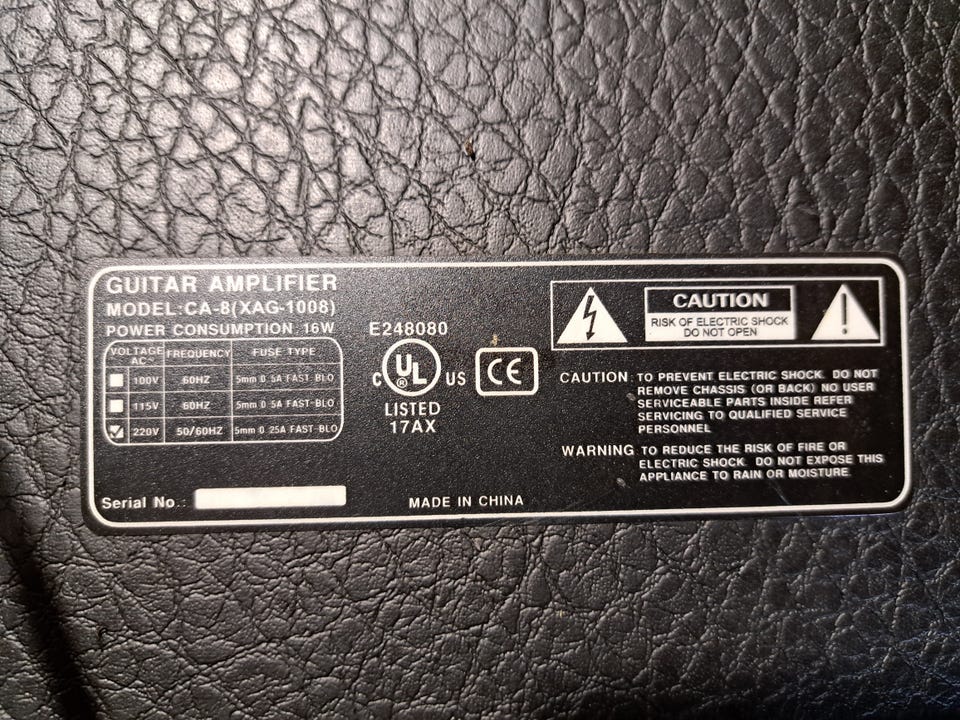 GUITAR AMPLIFIER
MODEL:CA-8(XAG-1008)
POWER CONSUMPTION: 16W
VOLTAGE AC~ FREQUENCY FUSE TYPE
100V 60HZ 5mm 0.5A FAST-BLO
115V 60HZ 5mm 0.5A FAST-BLO
220V 50/60HZ 5mm 0.25A FAST-BLO
Serial No.:
E248080
C UL ® US CE
LISTED
17AX
MADE IN CHINA
CAUTION
RISK OF ELECTRIC SHOCK
DO NOT OPEN
CAUTION: TO PREVENT ELECTRIC SHOCK. DO NOT
REMOVE CHASSIS (OR BACK) NO USER
SERVICEABLE PARTS INSIDE REFER
SERVICING TO QUALIFIED SERVICE
PERSONNEL
WARNING: TO REDUCE THE RISK OF FIRE OR
ELECTRIC SHOCK. DO NOT EXPOSE THIS
APPLIANCE TO RAIN OR MOISTURE.